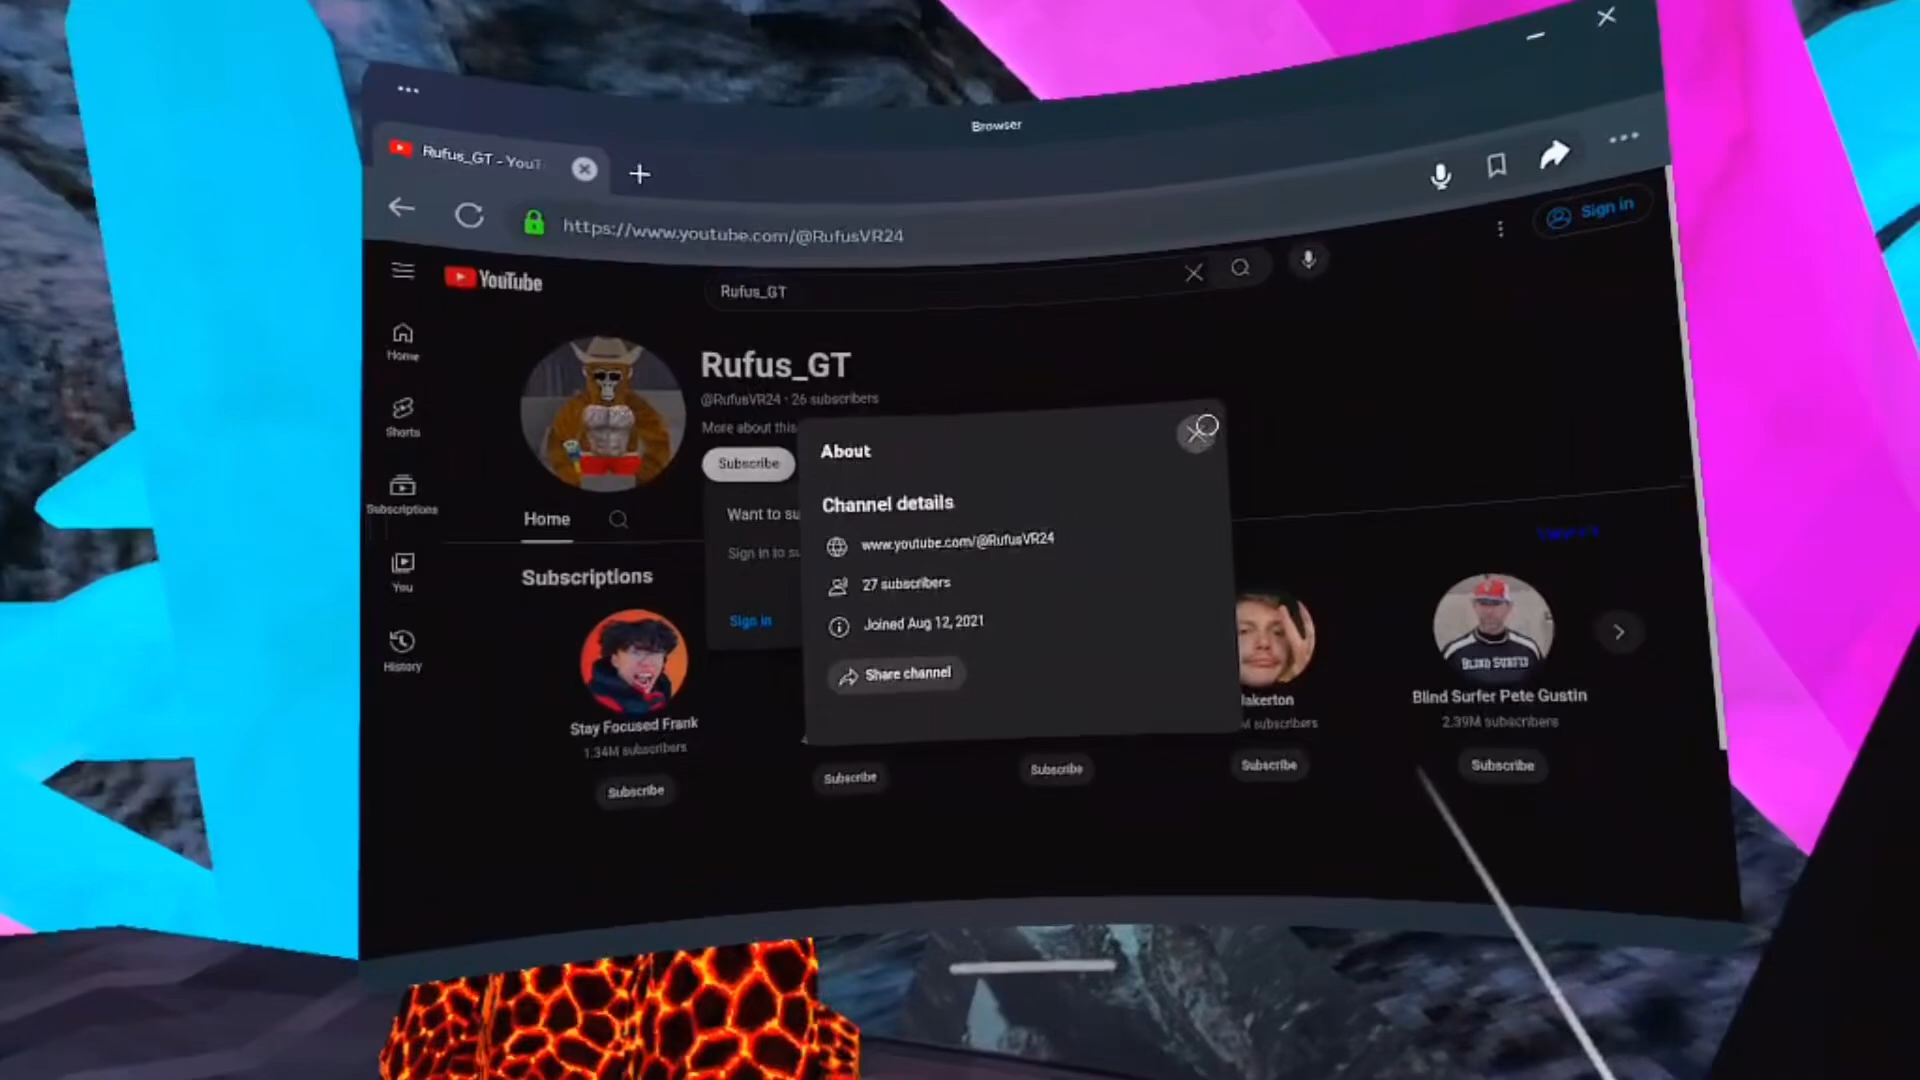 Browser
Rufus_GT - YouT
https://www.youtube.com/@RufusVR24
Sign in
YouTube
Rufus_GT
Home
Shorts
Subscriptions
You
History
Rufus_GT
@RufusVR24 · 26 subscribers
More about this
Subscribe
Home
Want to su
Sign in to su
Sign in
About
Channel details
www.youtube.com/@RufusVR24
27 subscribers
Joined Aug 12, 2021
Share channel
Subscriptions
Stay Focused Frank
1.34M subscribers
Subscribe
Subscribe
Subscribe
lakerton
M subscribers
Subscribe
BLIND SURFER
Blind Surfer Pete Gustin
2.39M subscribers
Subscribe